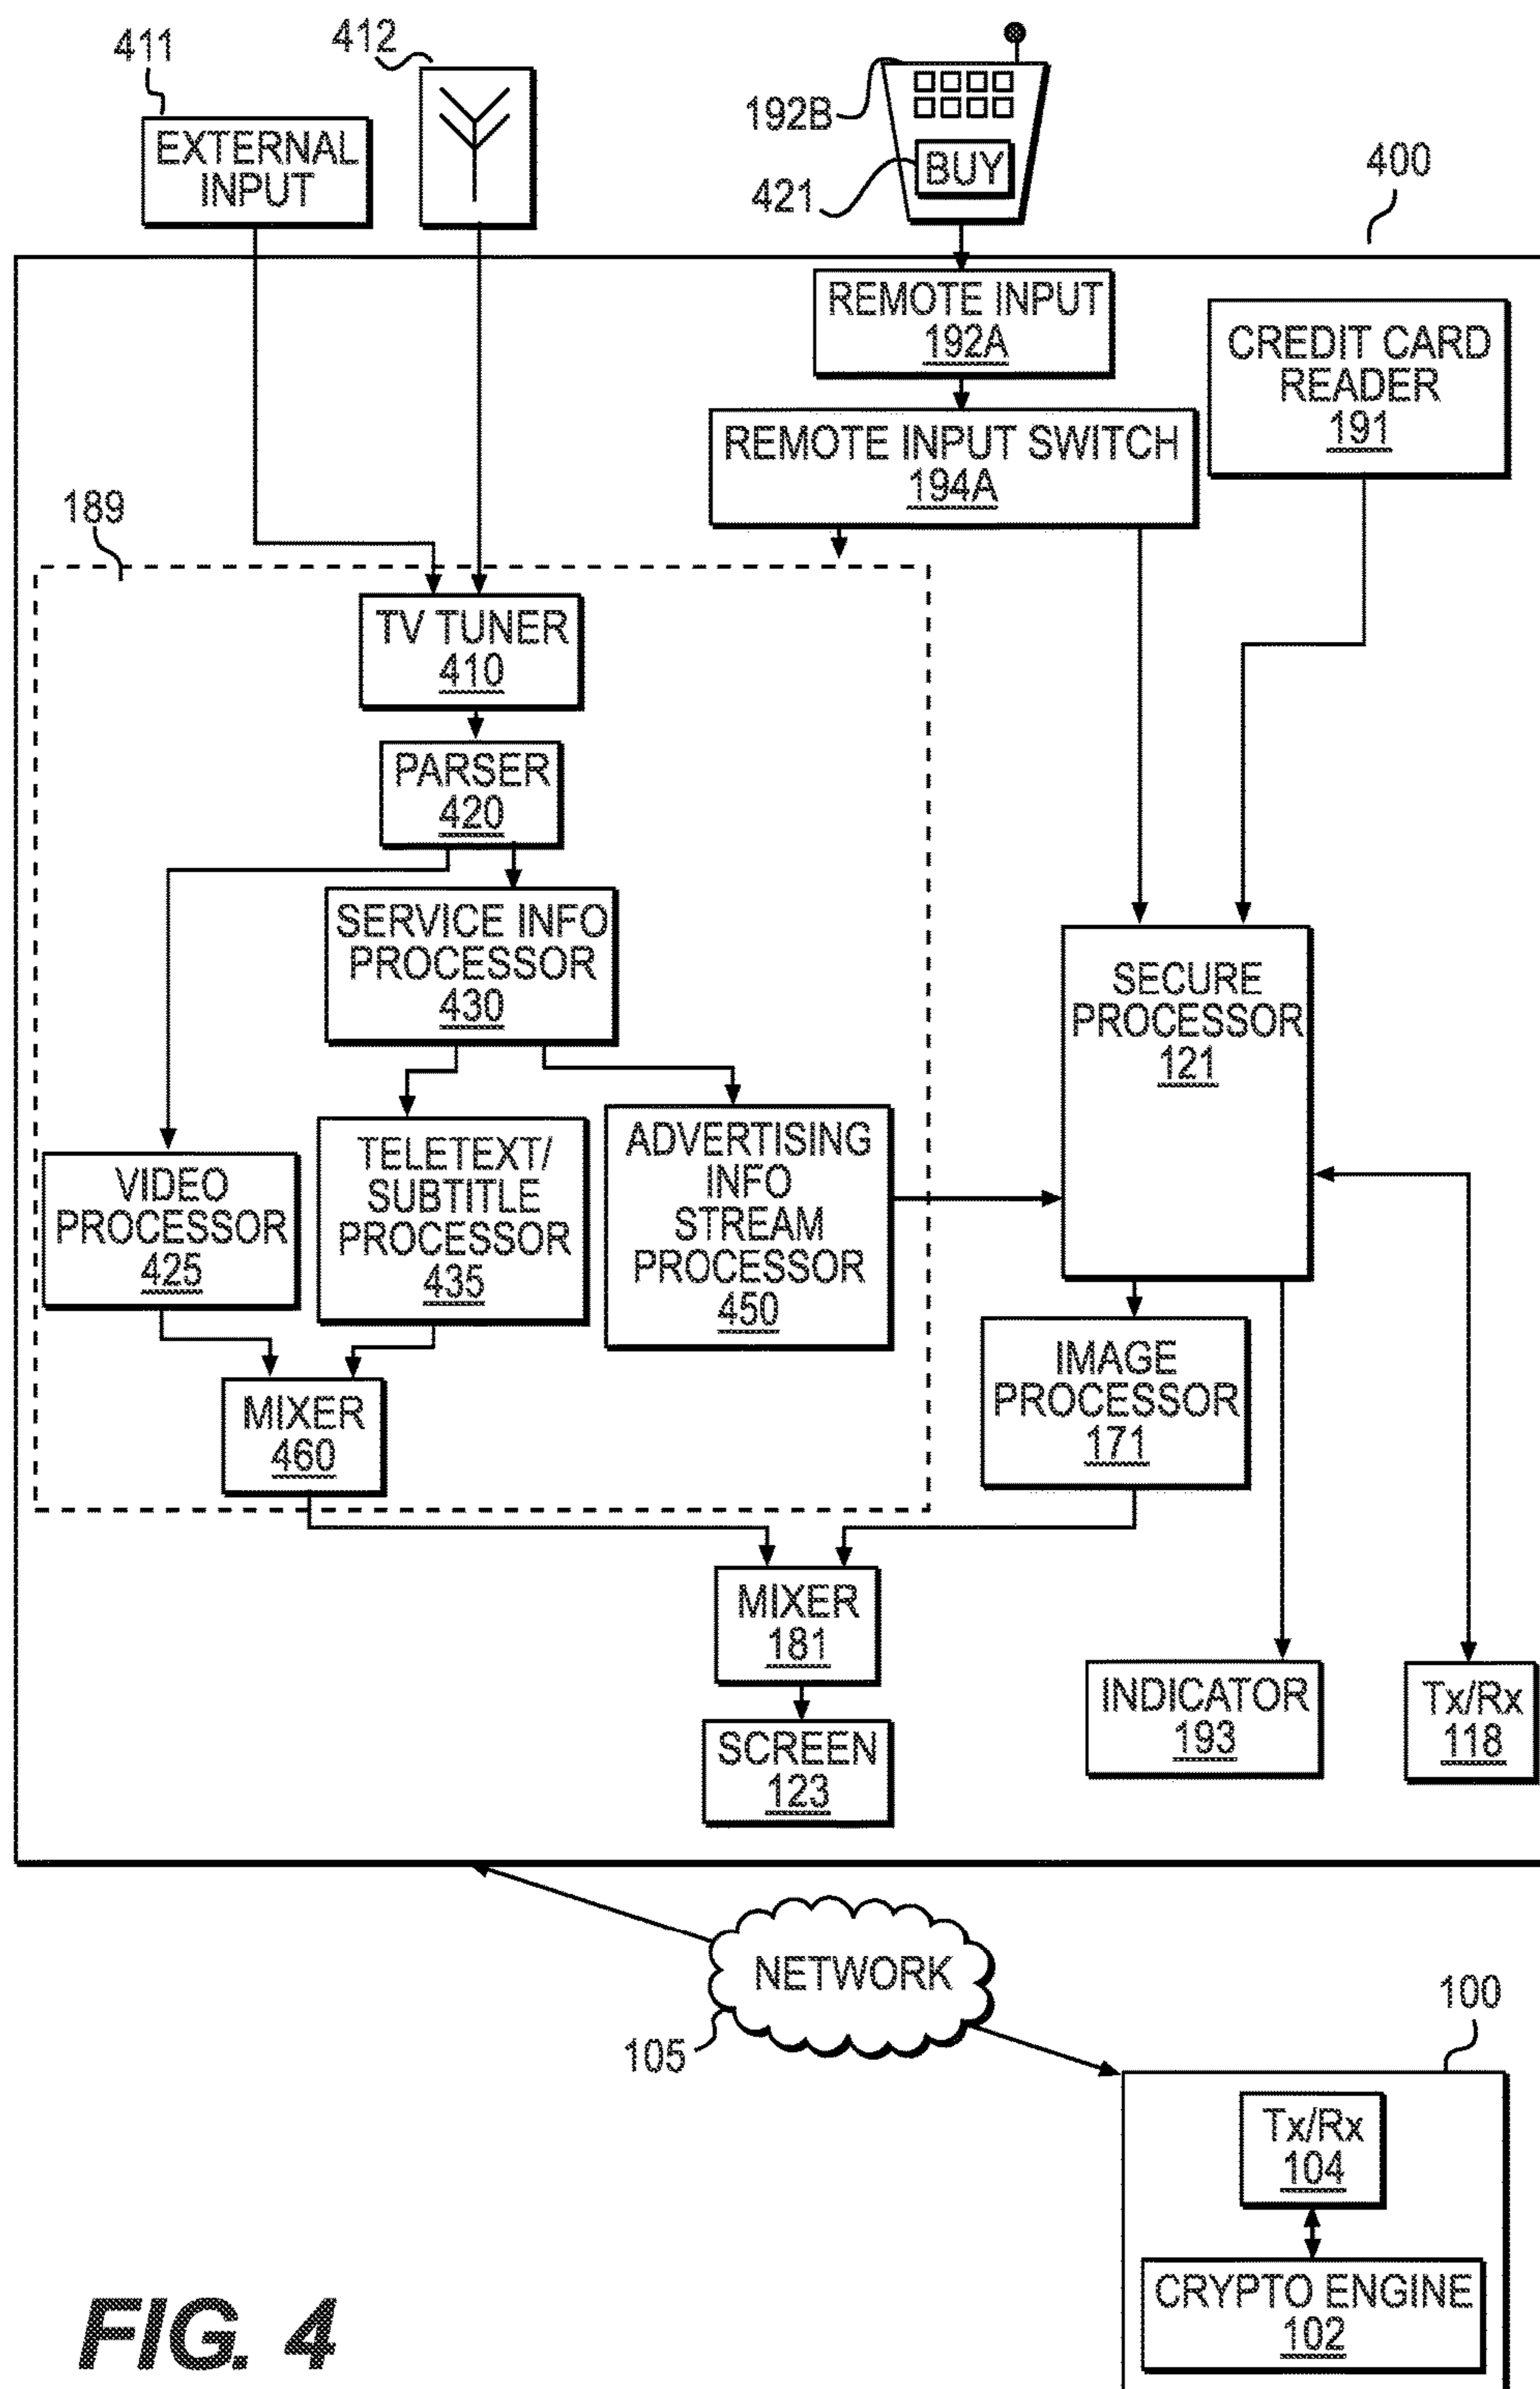 411
412
192B
421
BUY
400
EXTERNAL
INPUT
REMOTE INPUT
192A
CREDIT CARD
READER
191
REMOTE INPUT SWITCH
194A
189
TV TUNER
410
PARSER
420
SERVICE INFO
PROCESSOR
430
SECURE
PROCESSOR
121
VIDEO
PROCESSOR
425
TELETEXT/
SUBTITLE
PROCESSOR
435
ADVERTISING
INFO
STREAM
PROCESSOR
450
IMAGE
PROCESSOR
171
MIXER
460
MIXER
181
INDICATOR
193
Tx/Rx
118
SCREEN
123
NETWORK
105
100
Tx/Rx
104
CRYPTO ENGINE
102
FIG. 4